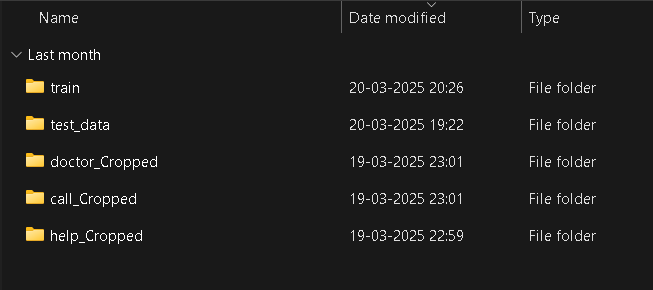 Name Date modified Type
Last month
train 20-03-2025 20:26 File folder
test_data 20-03-2025 19:22 File folder
doctor_Cropped 19-03-2025 23:01 File folder
call_Cropped 19-03-2025 23:01 File folder
help_Cropped 19-03-2025 22:59 File folder